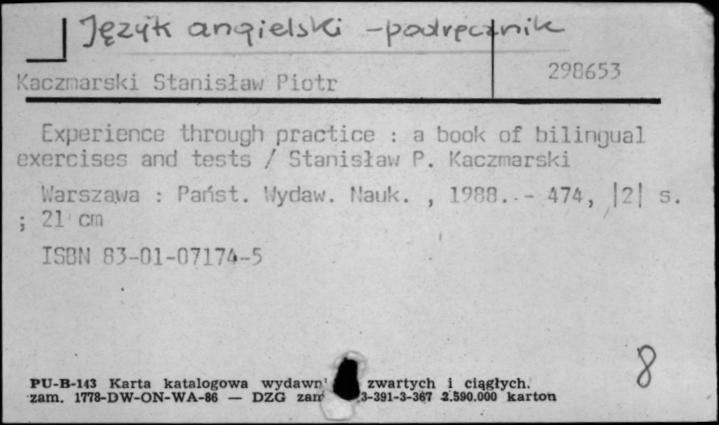 Język angielski - podręcznik
Kaczmarski Stanisław Piotr
298653
Experience through practice : a book of bilingual
exercises and tests / Stanisław P. Kaczmarski
Warszawa : Państ. Wydaw. Nauk. , 1988. - 474, |2| s.
; 21 cm
ISBN 83-01-07174-5
8
PU-B-143 Karta katalogowa wydawn zwartych i ciągłych.
zam. 1778-DW-ON-WA-86 — DZG zam 3-391-3-367 2.590.000 karton